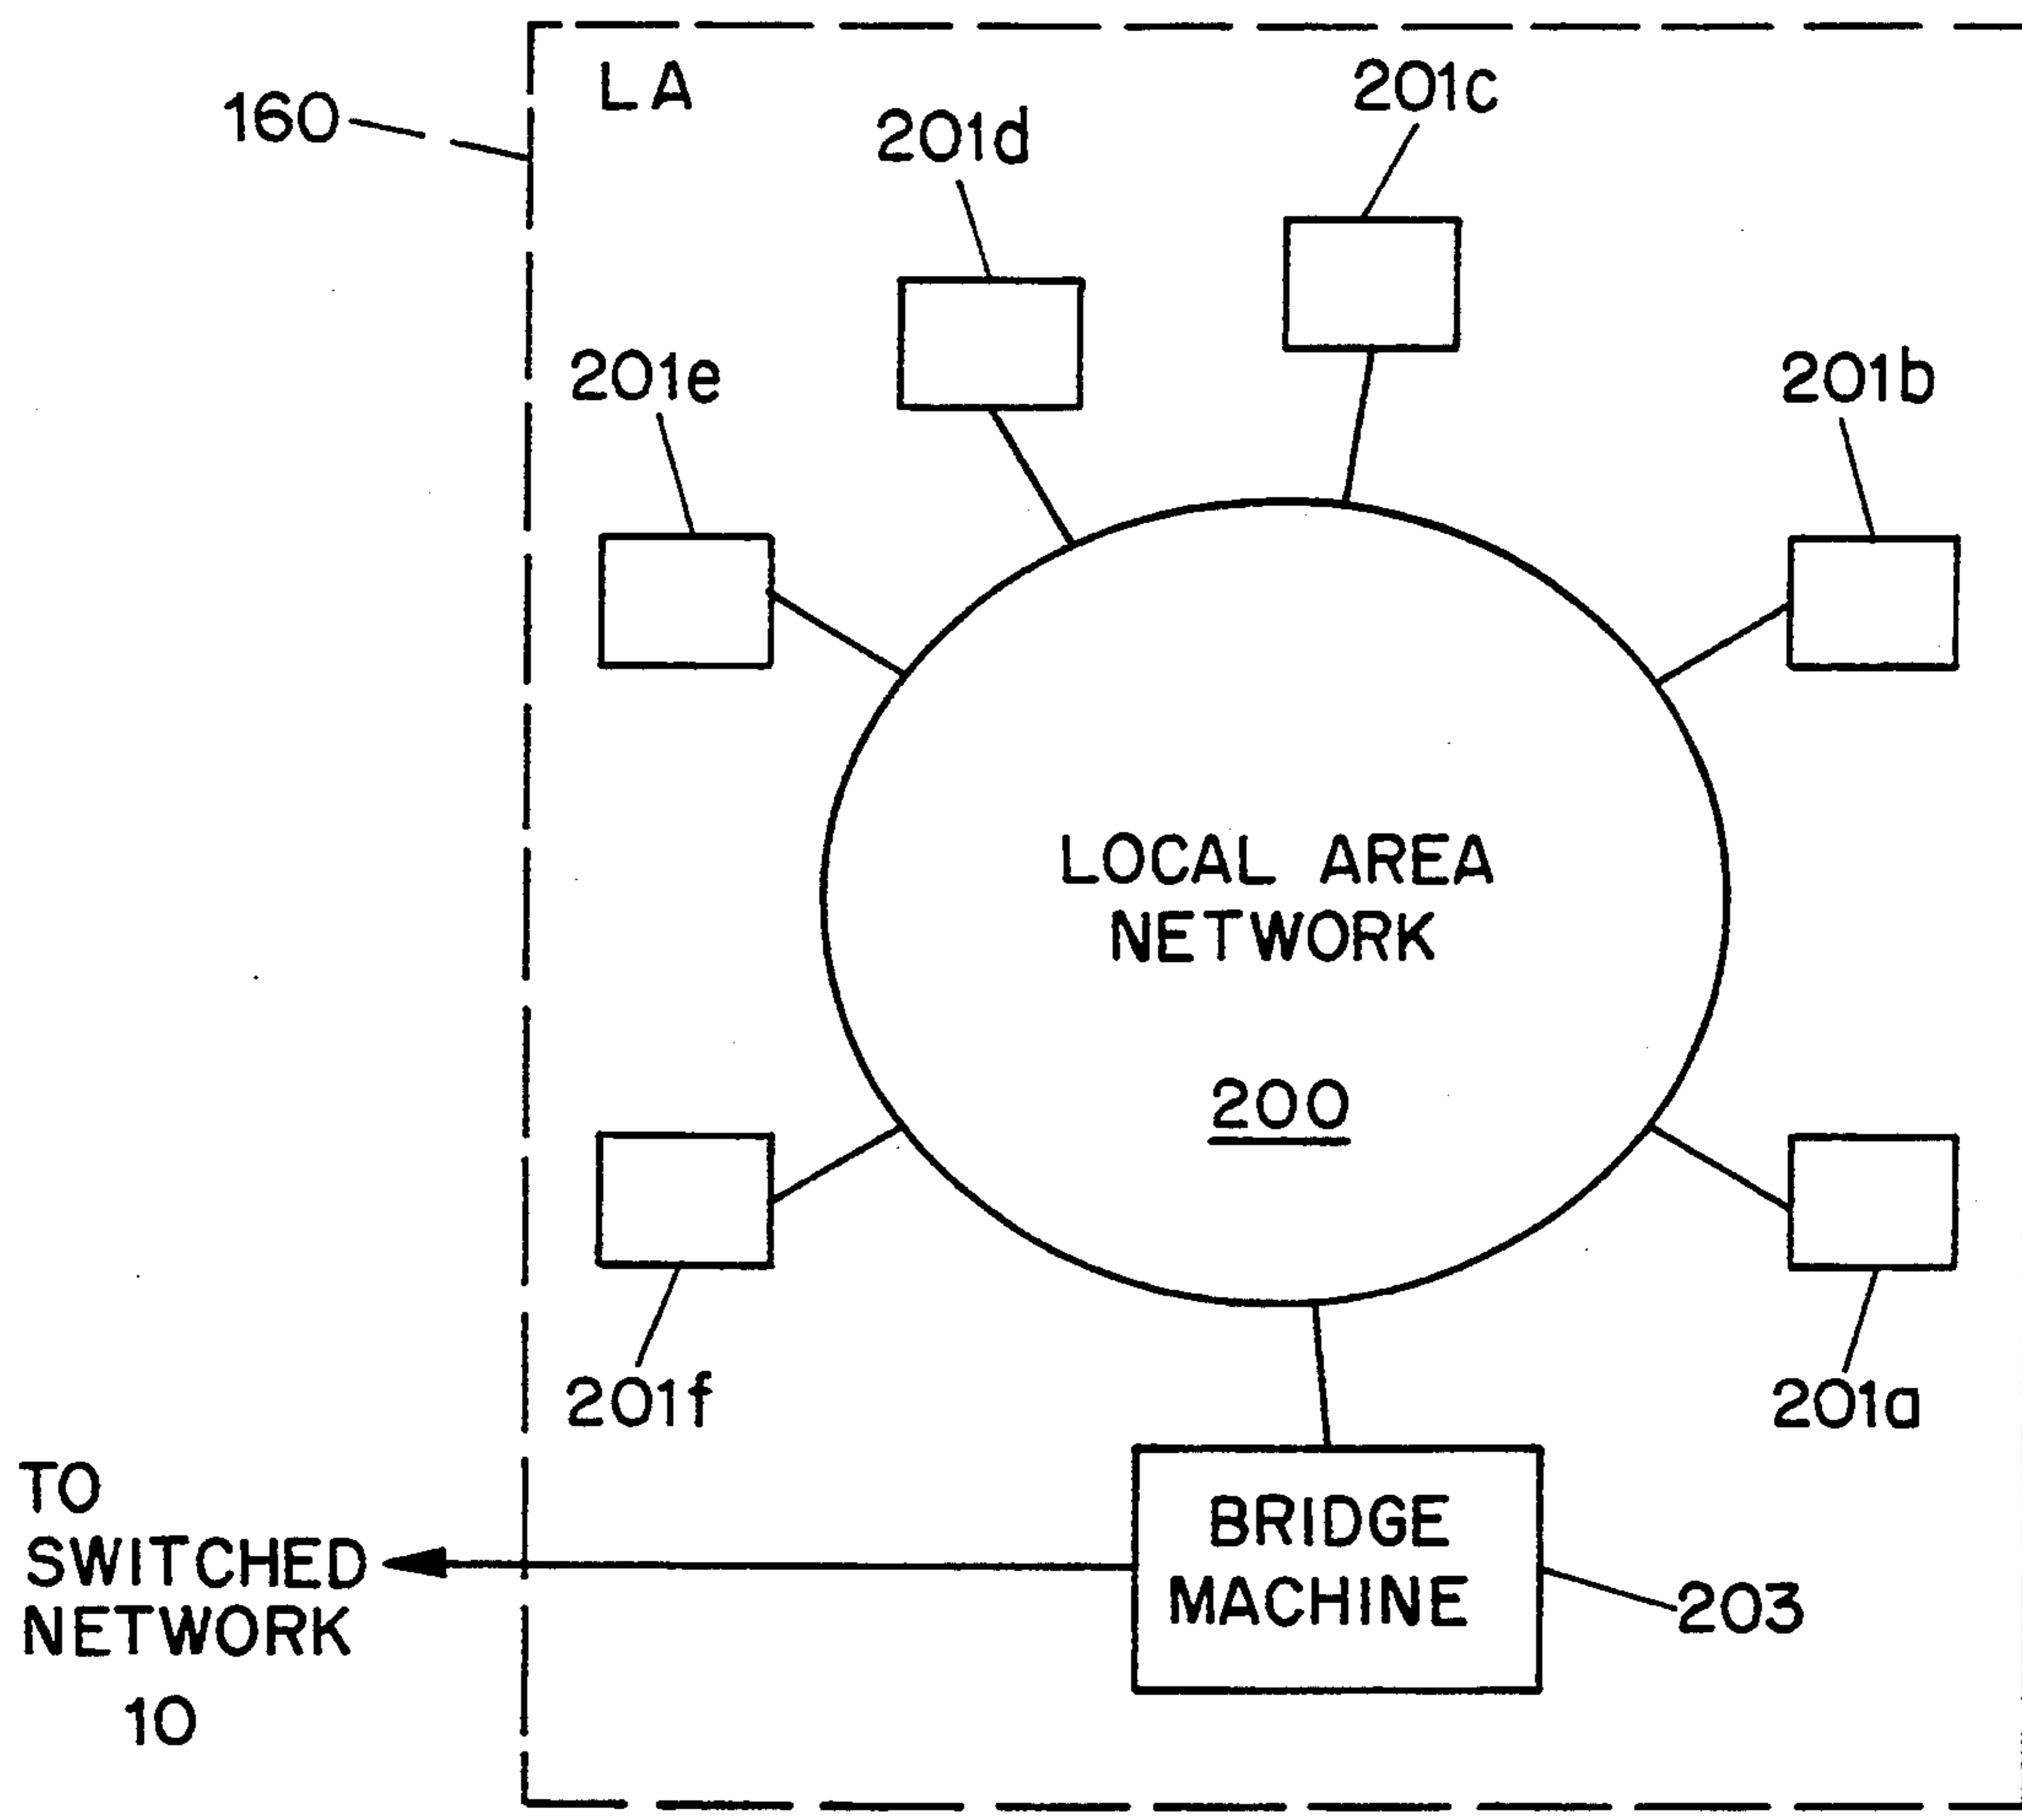 LA
160
201c
201d
201e
201b
LOCAL AREA
NETWORK
200
201f
201a
TO
SWITCHED
NETWORK
10
BRIDGE
MACHINE
203